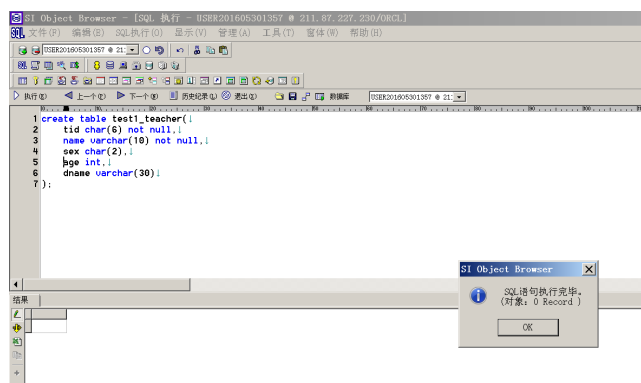 SI Object Browser - [SQL 执行 - USER201605301357 @ 211.87.227.230/ORCL]
文件(F) 编辑(E) SQL执行(O) 显示(V) 管理(A) 工具(T) 窗体(W) 帮助(H)
USER201605301357 @ 21:
执行(X) 上一个(P) 下一个(N) 历史纪录(L) 退出(Q) 数据库 USER201605301357 @ 21:
1 create table test1_teacher(↓
2 tid char(6) not null,↓
3 name varchar(10) not null,↓
4 sex char(2),↓
5 age int,↓
6 dname varchar(30)↓
7 );
SI Object Browser
SQL语句执行完毕。
(对象: 0 Record )
OK
结果